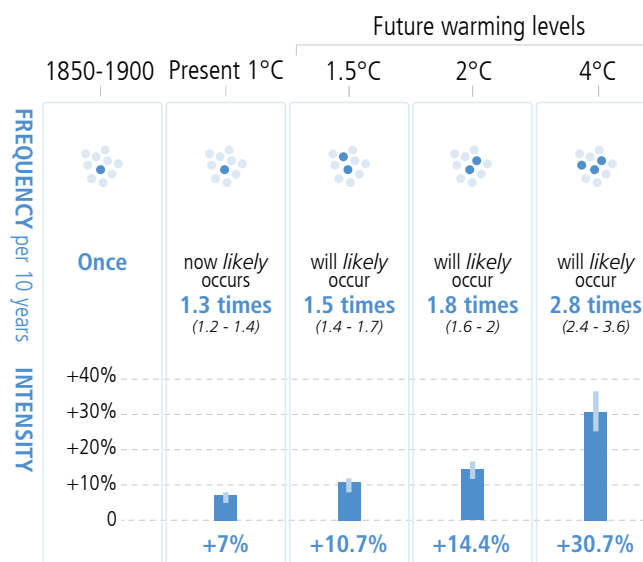 Future warming levels
1850-1900 Present 1°C 1.5°C 2°C 4°C
FREQUENCY per 10 years
Once
now likely
occurs
1.3 times
(1.2 - 1.4)
will likely
occur
1.5 times
(1.4 - 1.7)
will likely
occur
1.8 times
(1.6 - 2)
will likely
occur
2.8 times
(2.4 - 3.6)
INTENSITY
+40%
+30%
+20%
+10%
0
+7% +10.7% +14.4% +30.7%